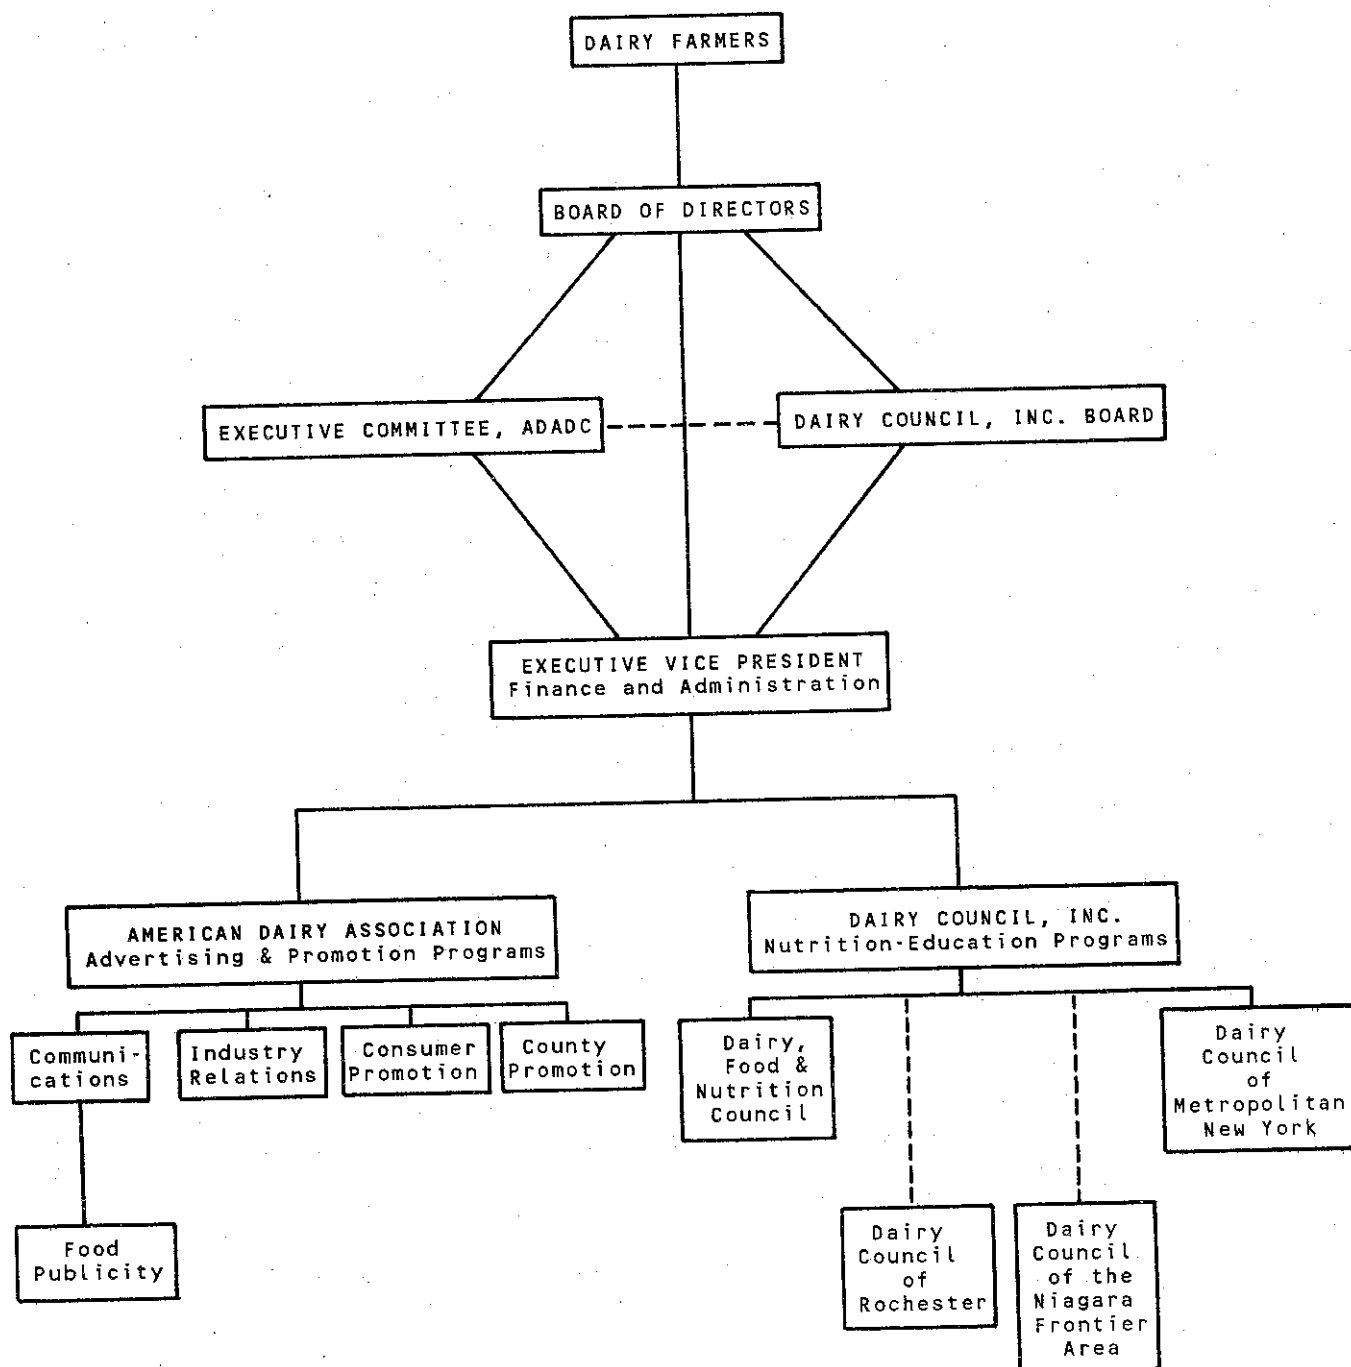 DAIRY FARMERS
BOARD OF DIRECTORS
EXECUTIVE COMMITTEE, ADADC
DAIRY COUNCIL, INC. BOARD
EXECUTIVE VICE PRESIDENT
Finance and Administration
AMERICAN DAIRY ASSOCIATION
Advertising & Promotion Programs
DAIRY COUNCIL, INC.
Nutrition-Education Programs
Communi-
cations
Industry
Relations
Consumer
Promotion
County
Promotion
Dairy,
Food &
Nutrition
Council
Dairy
Council
of
Metropolitan
New York
Food
Publicity
Dairy
Council
of
Rochester
Dairy
Council
of the
Niagara
Frontier
Area